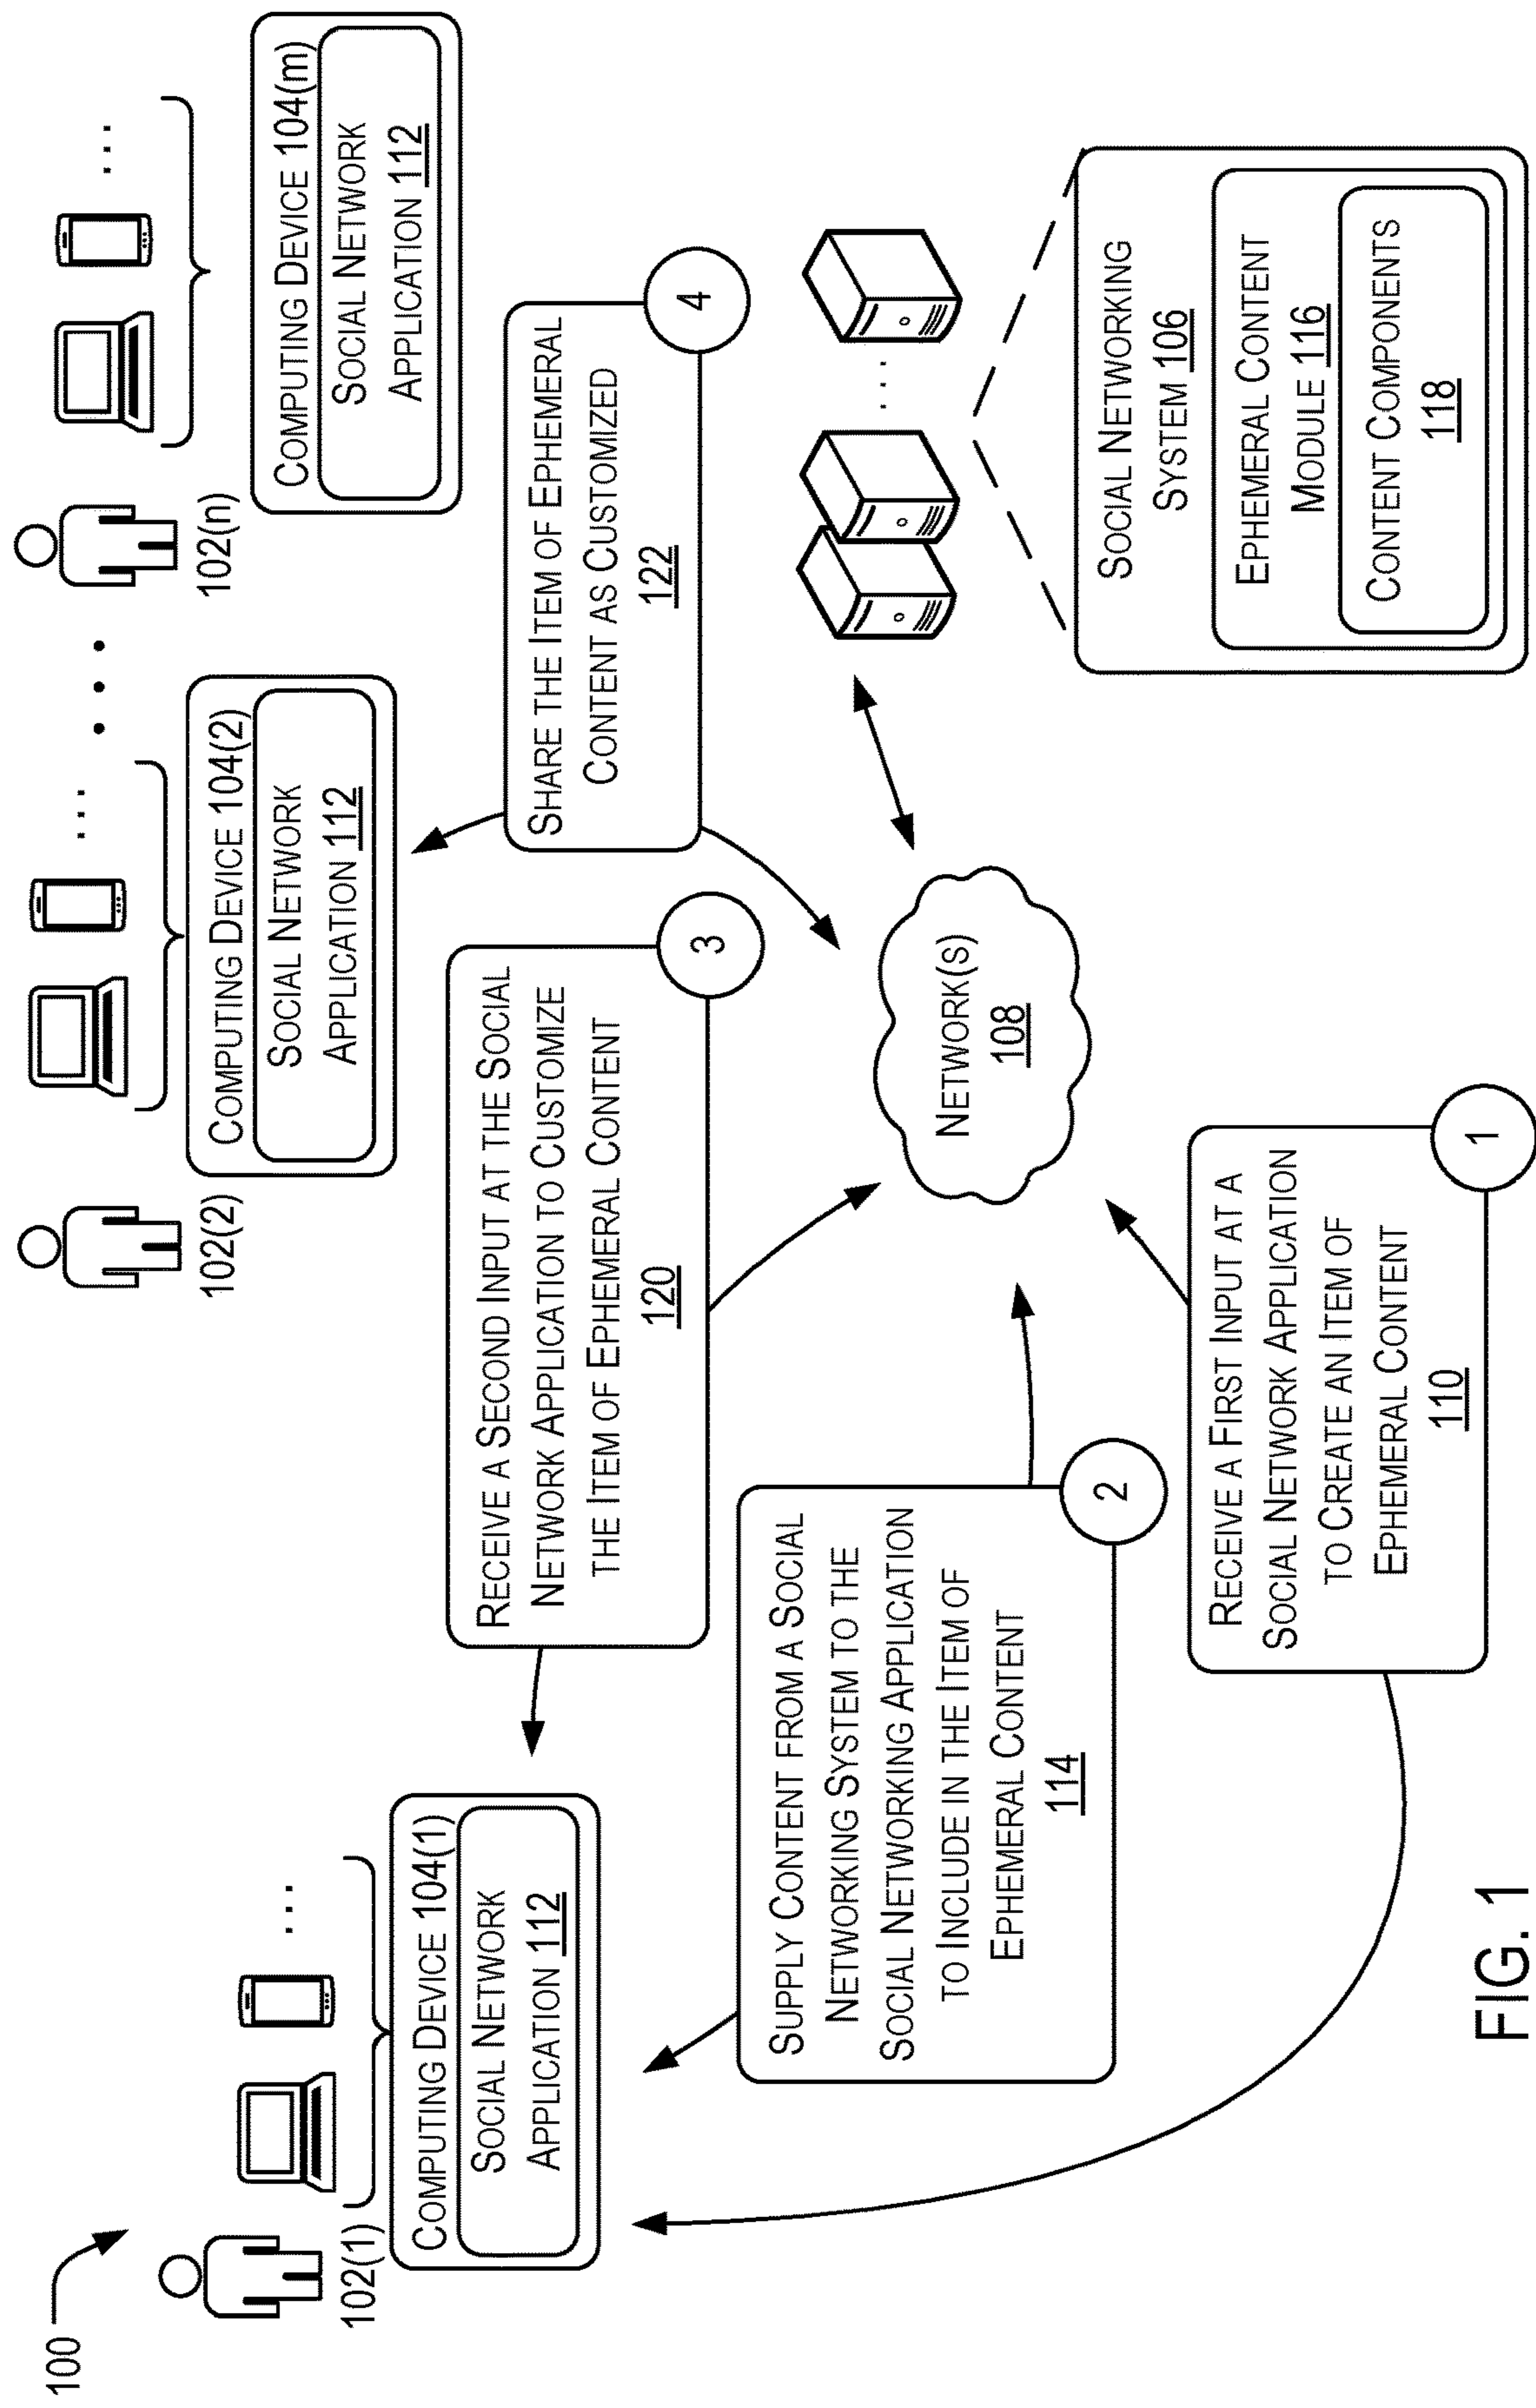 100
102(1)
COMPUTING DEVICE 104(1)
SOCIAL NETWORK
APPLICATION 112
102(2)
COMPUTING DEVICE 104(2)
SOCIAL NETWORK
APPLICATION 112
102(n)
COMPUTING DEVICE 104(m)
SOCIAL NETWORK
APPLICATION 112
RECEIVE A SECOND INPUT AT THE SOCIAL
NETWORK APPLICATION TO CUSTOMIZE
THE ITEM OF EPHEMERAL CONTENT
120
3
SHARE THE ITEM OF EPHEMERAL
CONTENT AS CUSTOMIZED
122
4
SUPPLY CONTENT FROM A SOCIAL
NETWORKING SYSTEM TO THE
SOCIAL NETWORKING APPLICATION
TO INCLUDE IN THE ITEM OF
EPHEMERAL CONTENT
114
2
NETWORK(S)
108
RECEIVE A FIRST INPUT AT A
SOCIAL NETWORK APPLICATION
TO CREATE AN ITEM OF
EPHEMERAL CONTENT
110
1
SOCIAL NETWORKING
SYSTEM 106
EPHEMERAL CONTENT
MODULE 116
CONTENT COMPONENTS
118
FIG. 1